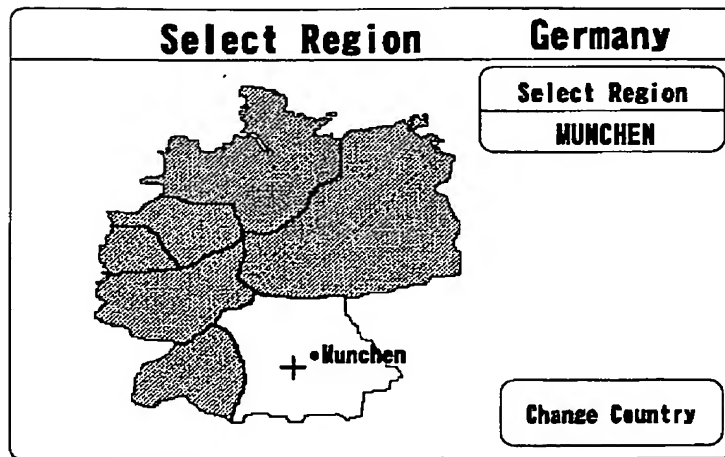 Select Region
Germany
Select Region
MUNCHEN
Munchen
Change Country